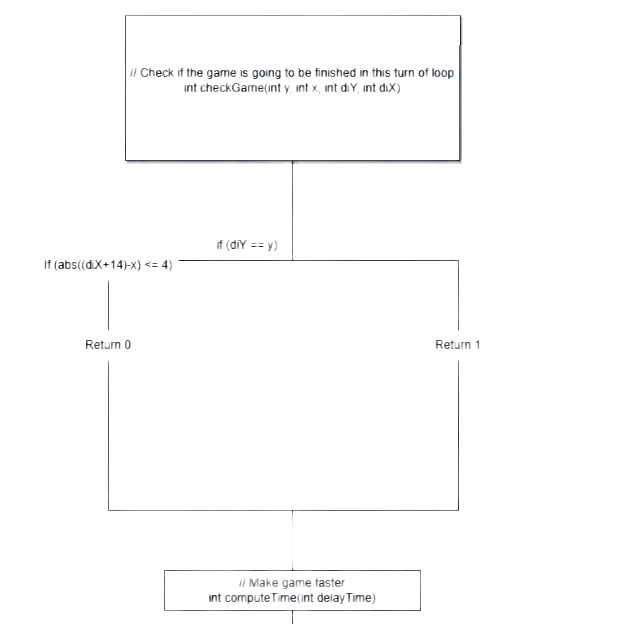 // Check if the game is going to be finished in this turn of loop
int checkGame(int y, int x, int diY, int diX)
if (diY == y)
If (abs((diX+14)-x) <= 4)
Return 0
Return 1
// Make game faster
int computeTime(int delayTime)